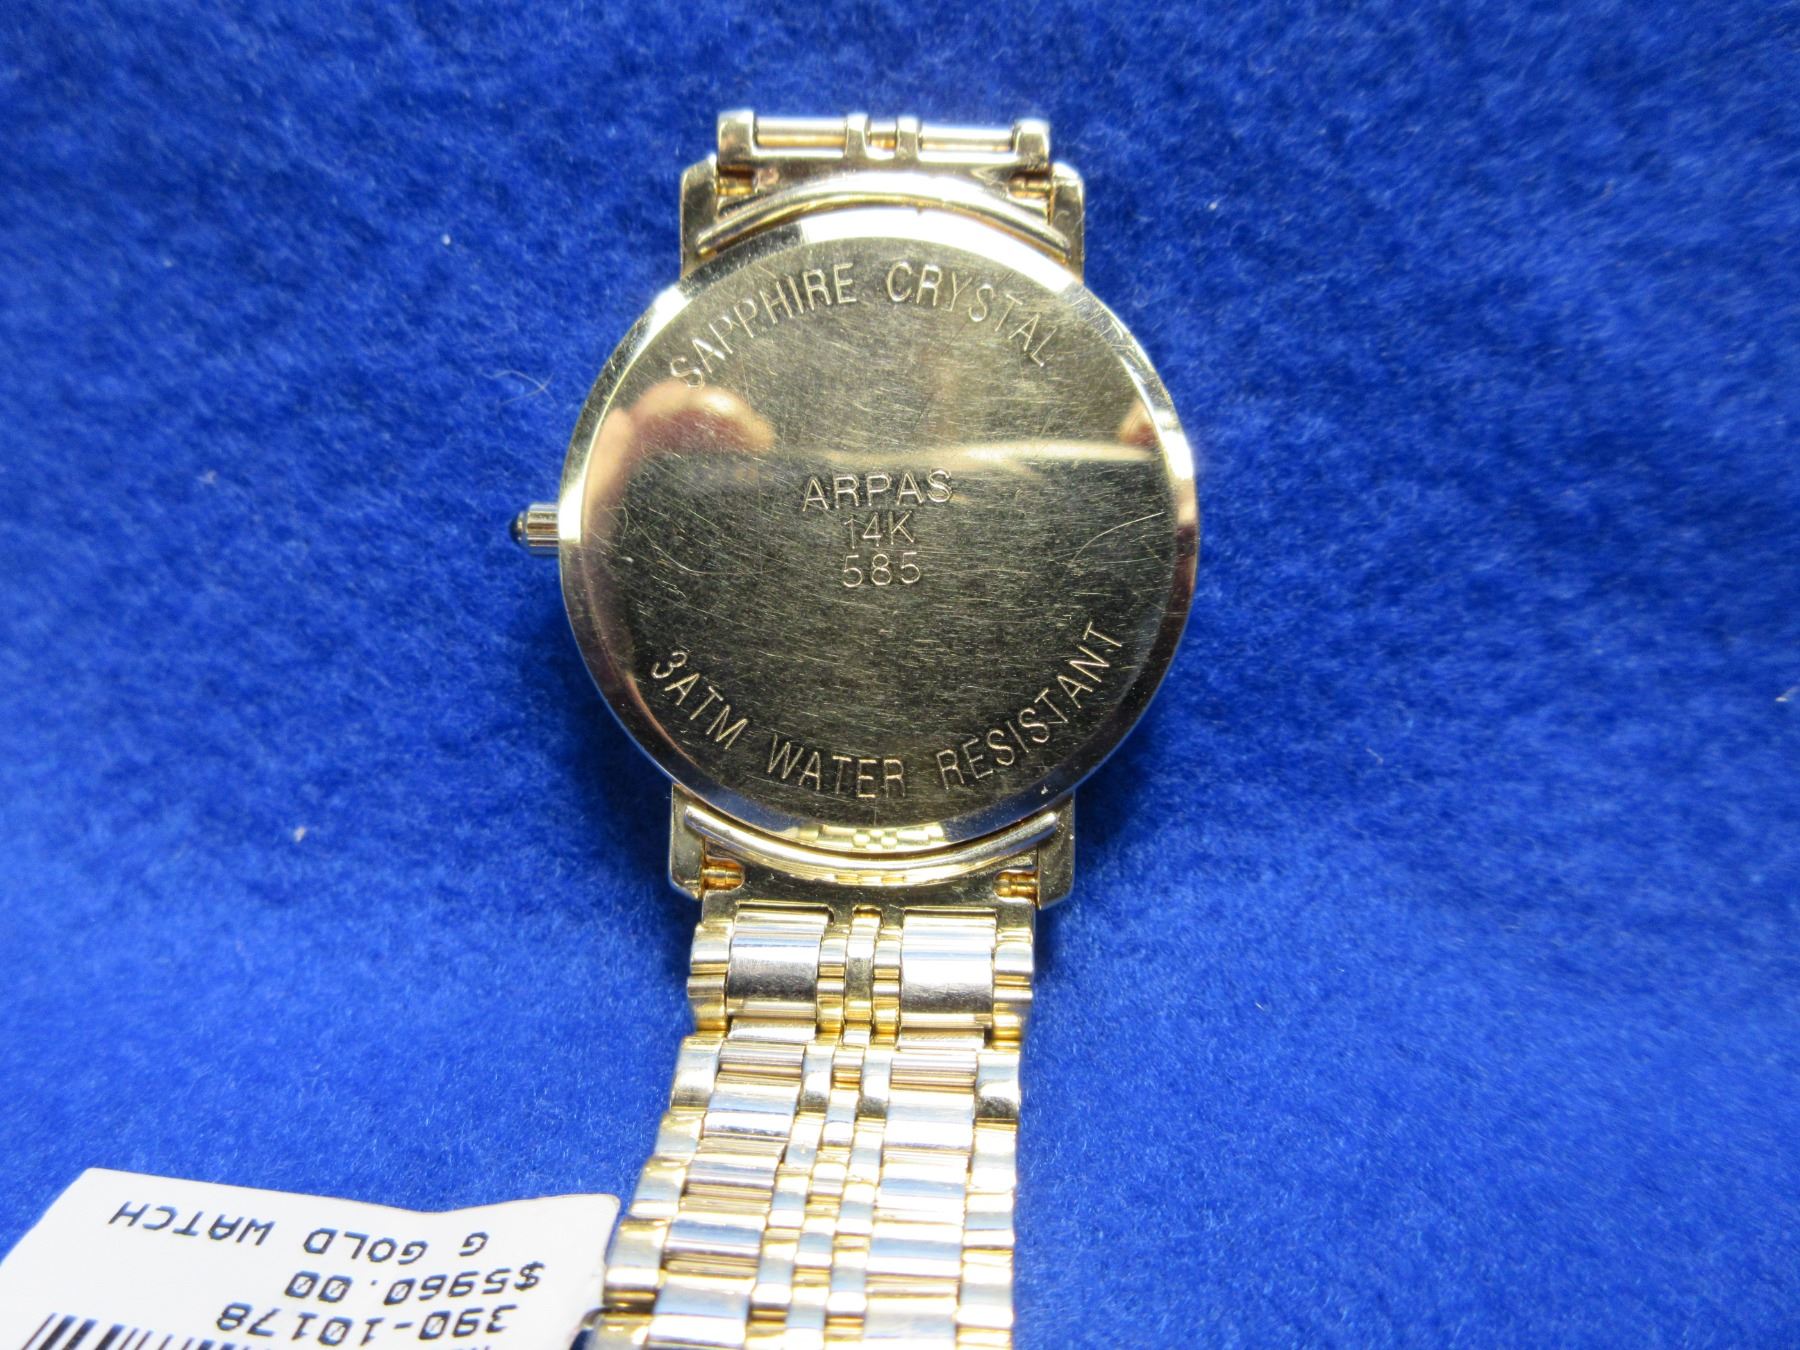 SAPPHIRE CRYSTAL
ARPAS
14K
585
3ATM WATER RESISTANT
390-10178
$5960.00
G GOLD WATCH